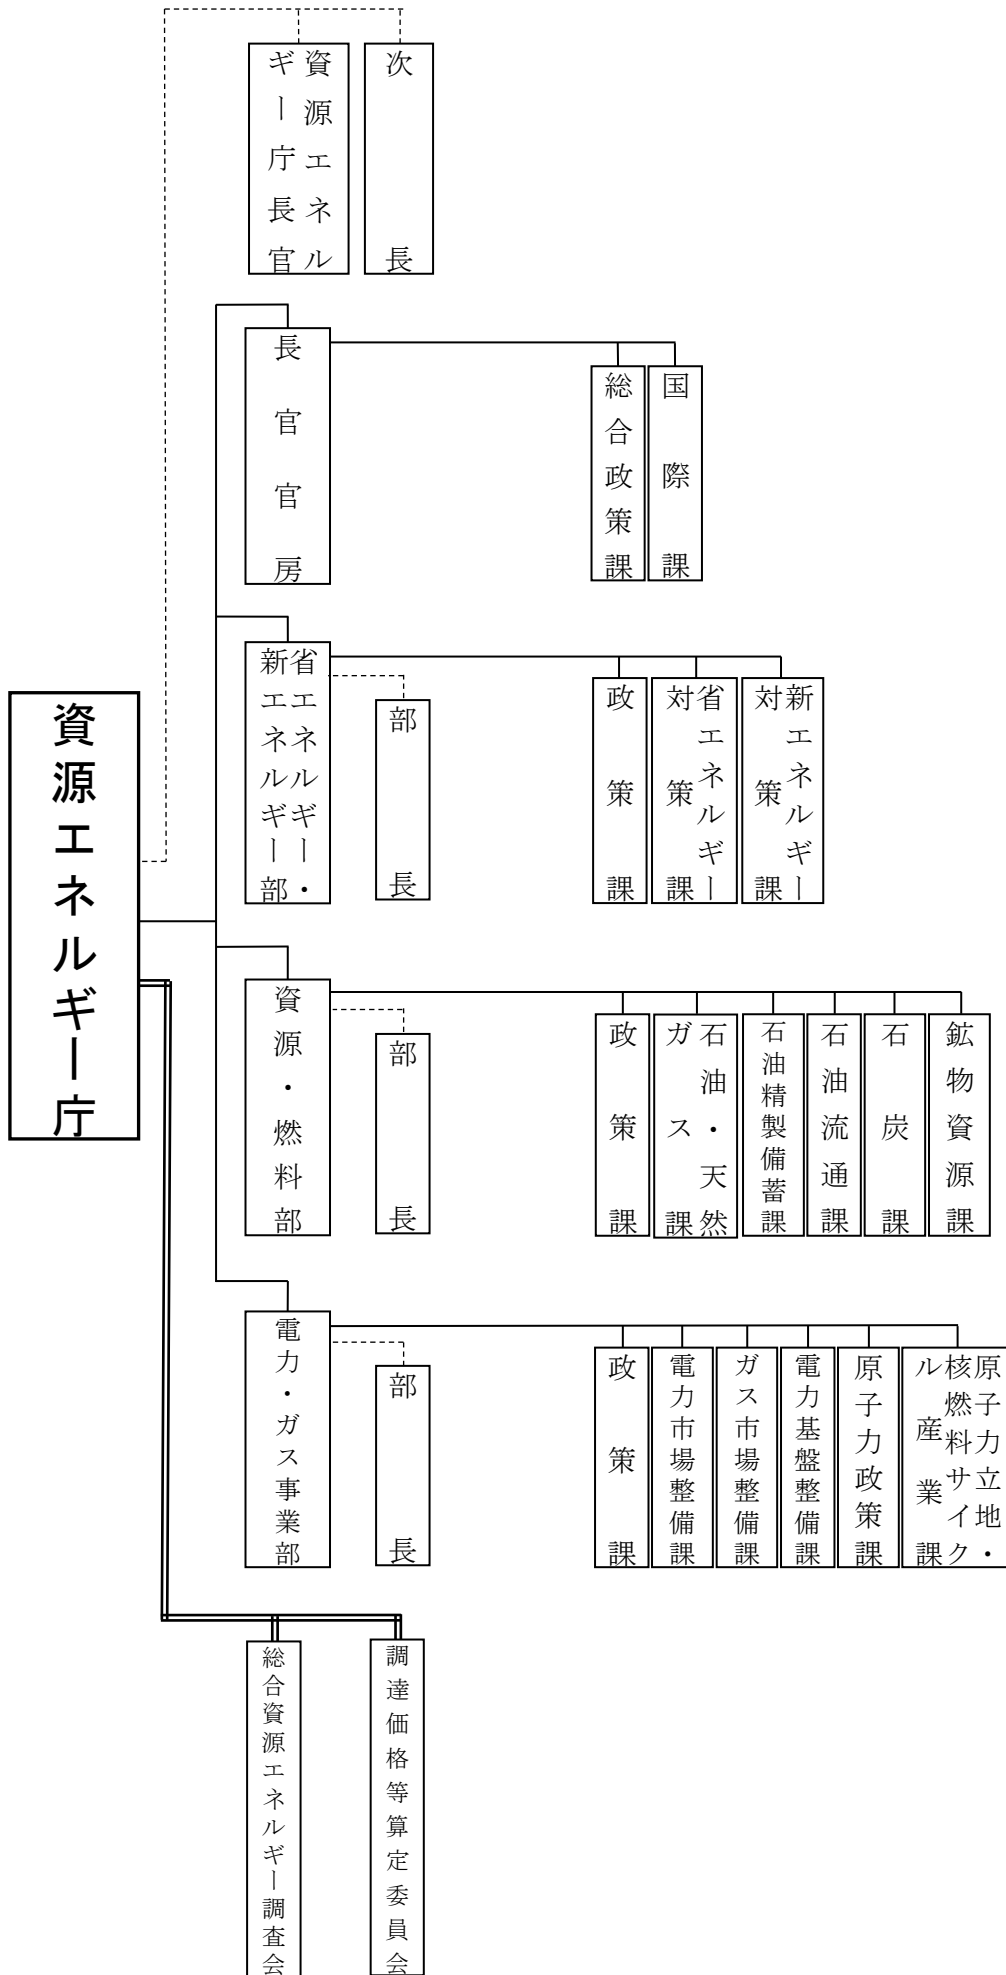 資源エネルギー庁
資源エネル
ギー庁長官
次長
長官官房
総合政策課
国際課
省エネルギー・
新エネルギー部
部長
政策課
省エネルギー
対策課
新エネルギー
対策課
資源・燃料部
部長
政策課
石油・天然
ガス課
石油精製備蓄課
石油流通課
石炭課
鉱物資源課
電力・ガス事業部
部長
政策課
電力市場整備課
ガス市場整備課
電力基盤整備課
原子力政策課
原子力立地・
核燃料サイク
ル産業課
総合資源エネルギー調査会
調達価格等算定委員会